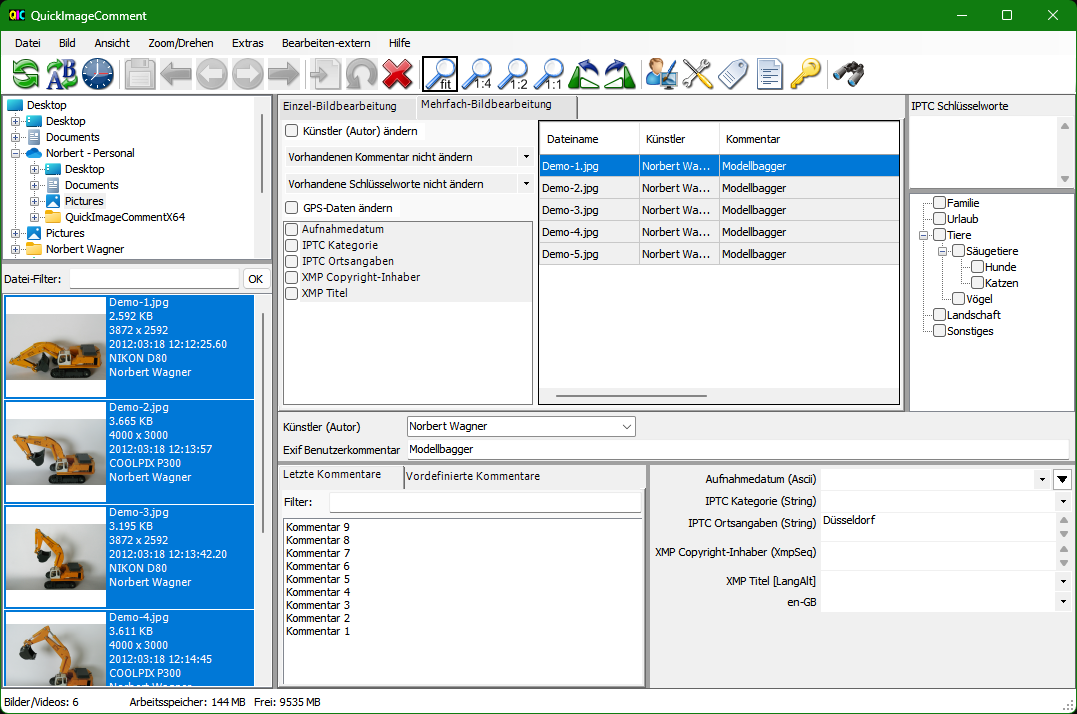 QIC QuickImageComment
Datei Bild Ansicht Zoom/Drehen Extras Bearbeiten-extern Hilfe
A B fit 1:4 1:2 1:1
Desktop
Desktop
Documents
Norbert - Personal
Desktop
Documents
Pictures
QuickImageCommentX64
Pictures
Norbert Wagner
Datei-Filter: OK
Demo-1.jpg
2.592 KB
3872 x 2592
2012:03:18 12:12:25.60
NIKON D80
Norbert Wagner
Demo-2.jpg
3.665 KB
4000 x 3000
2012:03:18 12:13:57
COOLPIX P300
Norbert Wagner
Demo-3.jpg
3.195 KB
3872 x 2592
2012:03:18 12:13:42.20
NIKON D80
Norbert Wagner
Demo-4.jpg
3.611 KB
4000 x 3000
2012:03:18 12:14:45
COOLPIX P300
Norbert Wagner
Einzel-Bildbearbeitung Mehrfach-Bildbearbeitung
Künstler (Autor) ändern
Vorhandenen Kommentar nicht ändern
Vorhandene Schlüsselworte nicht ändern
GPS-Daten ändern
Aufnahmedatum
IPTC Kategorie
IPTC Ortsangaben
XMP Copyright-Inhaber
XMP Titel
Dateiname Künstler Kommentar
Demo-1.jpg Norbert Wa... Modellbagger
Demo-2.jpg Norbert Wa... Modellbagger
Demo-3.jpg Norbert Wa... Modellbagger
Demo-4.jpg Norbert Wa... Modellbagger
Demo-5.jpg Norbert Wa... Modellbagger
IPTC Schlüsselworte
Familie
Urlaub
Tiere
Säugetiere
Hunde
Katzen
Vögel
Landschaft
Sonstiges
Künstler (Autor) Norbert Wagner
Exif Benutzerkommentar Modellbagger
Letzte Kommentare Vordefinierte Kommentare
Filter:
Kommentar 9
Kommentar 8
Kommentar 7
Kommentar 6
Kommentar 5
Kommentar 4
Kommentar 3
Kommentar 2
Kommentar 1
Aufnahmedatum (Ascii)
IPTC Kategorie (String)
IPTC Ortsangaben (String) Düsseldorf
XMP Copyright-Inhaber (XmpSeq)
XMP Titel [LangAlt]
en-GB
Bilder/Videos: 6 Arbeitsspeicher: 144 MB Frei: 9535 MB